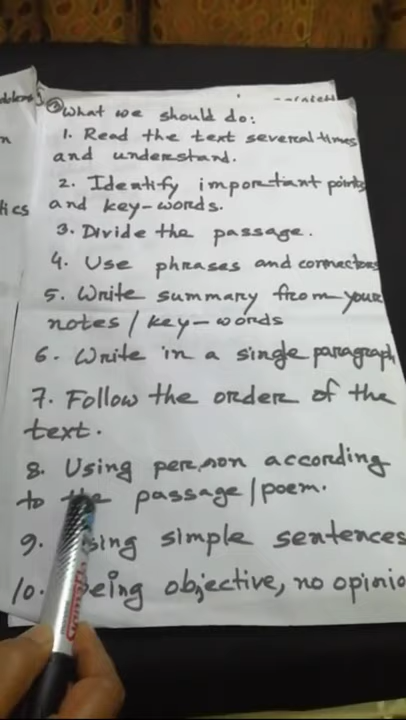 What we should do:
1. Read the text several times
and understand.
2. Identify important points
and key-words.
3. Divide the passage.
4. Use phrases and connectors
5. Write summary from your
notes/key-words
6. Write in a single paragraph
7. Follow the order of the
text.
8. Using person according
to the passage/poem.
9. Using simple sentences
10. Being objective, no opinio